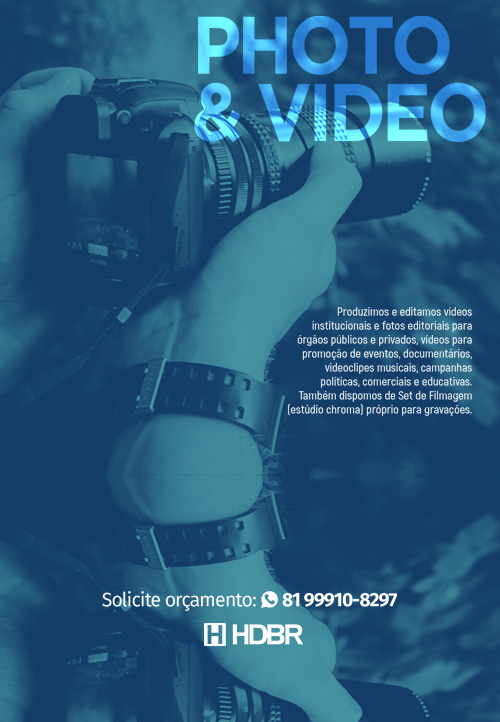 PHOTO
& VIDEO
Produzimos e editamos vídeos
institucionais e fotos editoriais para
órgãos públicos e privados, vídeos para
promoção de eventos, documentários,
videoclipes musicais, campanhas
políticas, comerciais e educativas.
Também dispomos de Set de Filmagem
(estúdio chroma) próprio para gravações.
Solicite orçamento: 81 99910-8297
H HDBR